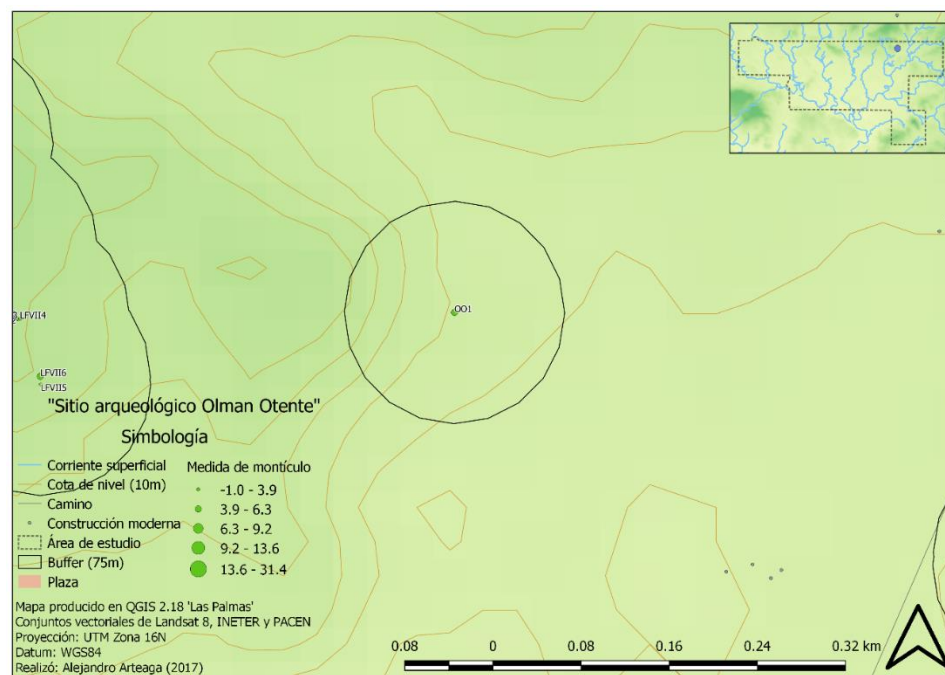 OO1
LFVII4
LFVII6
LFVII5
"Sitio arqueológico Olman Otente"
Simbología
Corriente superficial
Cota de nivel (10m)
Camino
Construcción moderna
Área de estudio
Buffer (75m)
Plaza
Medida de montículo
-1.0 - 3.9
3.9 - 6.3
6.3 - 9.2
9.2 - 13.6
13.6 - 31.4
Mapa producido en QGIS 2.18 'Las Palmas'
Conjuntos vectoriales de Landsat 8, INETER y PACEN
Proyección: UTM Zona 16N
Datum: WGS84
Realizó: Alejandro Arteaga (2017)
0.08 0 0.08 0.16 0.24 0.32 km